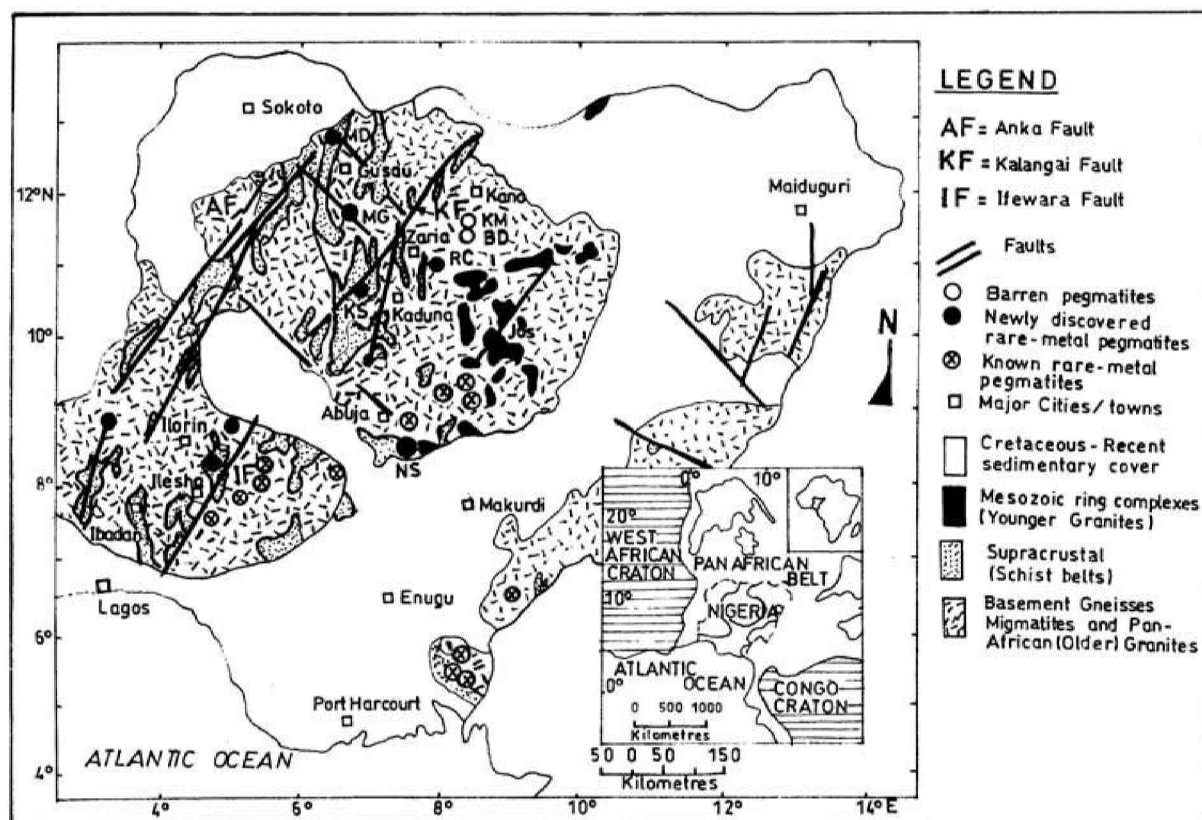 Sokoto
MD
Gusau
12°N
AF
KF
Kano
MG
KM
BD
Zaria
RC
Maiduguri
KS
Kaduna
10°
Jos
N
Abuja
Ilorin
NS
IF
Ilesha
8°
Makurdi
Ibadan
Lagos
Enugu
6°
Port Harcourt
ATLANTIC OCEAN
4°
4° 6° 8° 10° 12° 14°E
0° 10°
20°
WEST
AFRICAN
CRATON
PAN AFRICAN
BELT
10°
NIGERIA
ATLANTIC
OCEAN
0°
CONGO
CRATON
0 500 1000
Kilometres
50 0 50 150
Kilometres
LEGEND
AF = Anka Fault
KF = Kalangai Fault
IF = Ifewara Fault
Faults
Barren pegmatites
Newly discovered
rare-metal pegmatites
Known rare-metal
pegmatites
Major Cities/towns
Cretaceous - Recent
sedimentary cover
Mesozoic ring complexes
(Younger Granites)
Supracrustal
(Schist belts)
Basement Gneisses
Migmatites and Pan-
African (Older) Granites